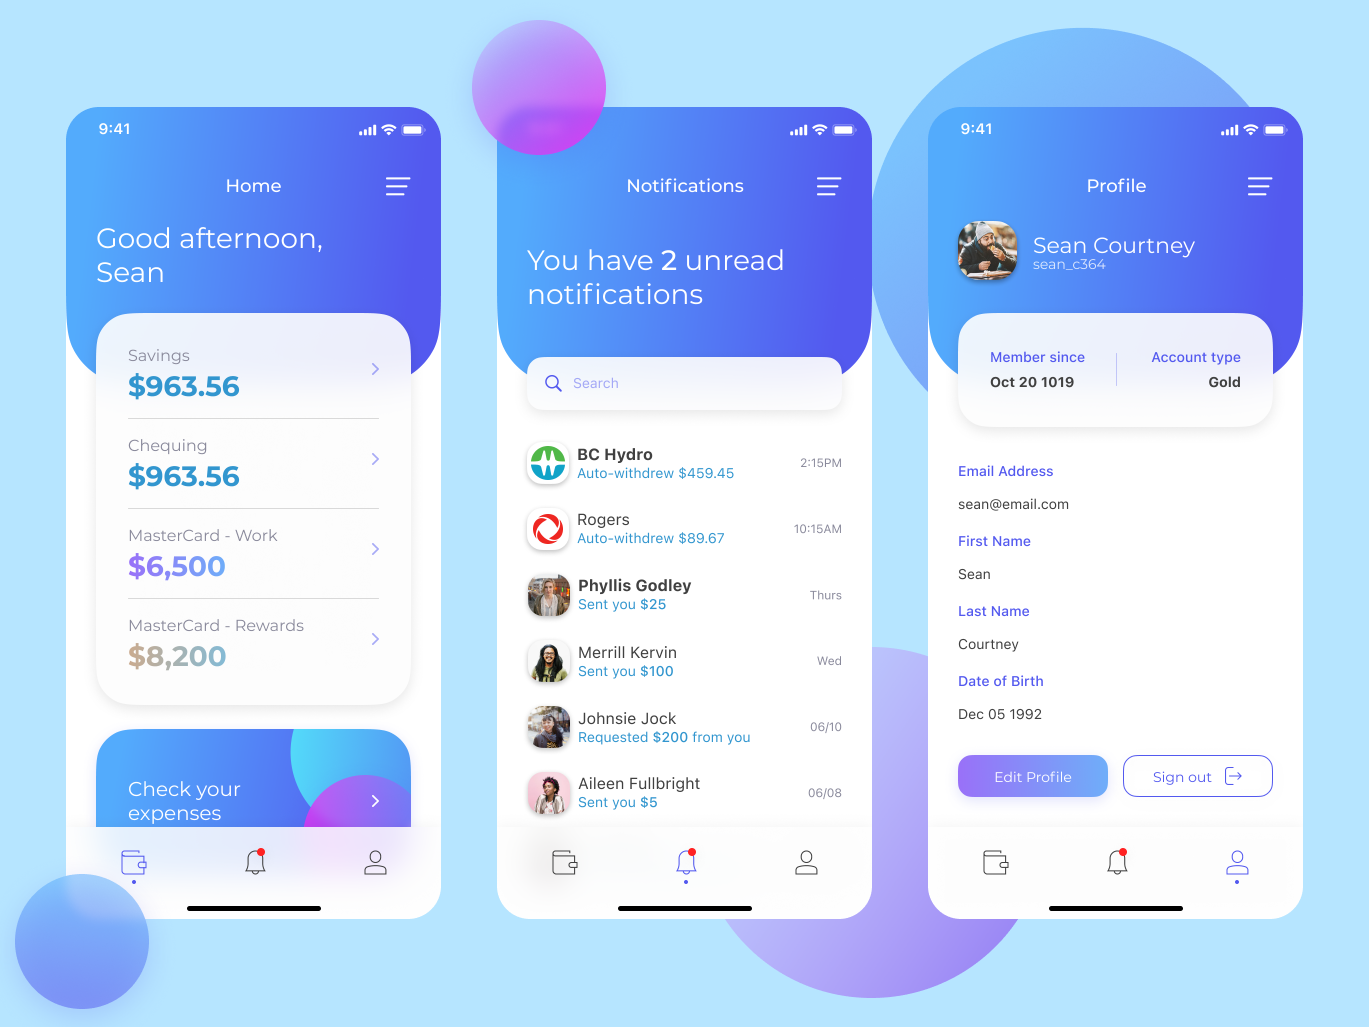 9:41
Home
Good afternoon,
Sean
Savings
$963.56
Chequing
$963.56
MasterCard - Work
$6,500
MasterCard - Rewards
$8,200
Check your
expenses
Notifications
You have 2 unread
notifications
Search
BC Hydro
Auto-withdrew $459.45
2:15PM
Rogers
Auto-withdrew $89.67
10:15AM
Phyllis Godley
Sent you $25
Thurs
Merrill Kervin
Sent you $100
Wed
Johnsie Jock
Requested $200 from you
06/10
Aileen Fullbright
Sent you $5
06/08
9:41
Profile
Sean Courtney
sean_c364
Member since
Oct 20 1019
Account type
Gold
Email Address
sean@email.com
First Name
Sean
Last Name
Courtney
Date of Birth
Dec 05 1992
Edit Profile
Sign out